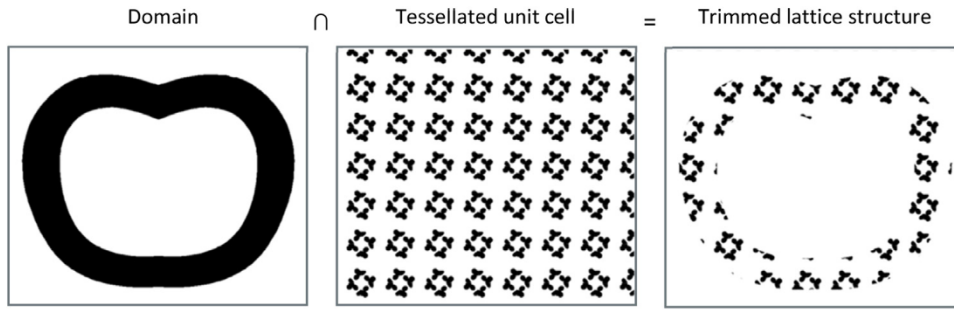 Domain ∩ Tessellated unit cell = Trimmed lattice structure